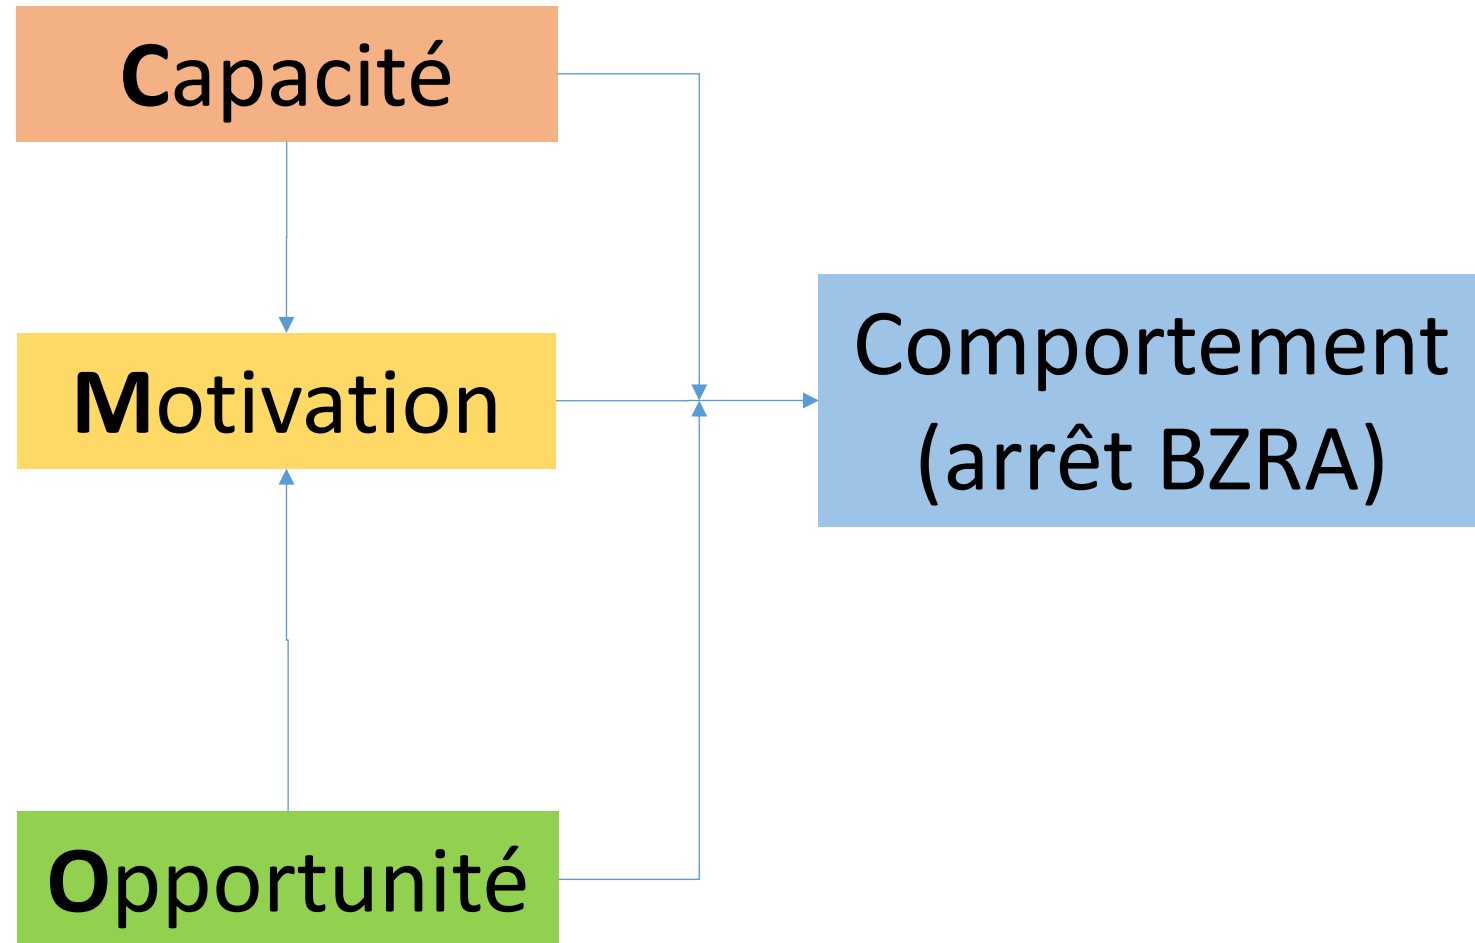 Capacité
Motivation
Comportement
(arrêt BZRA)
Opportunité